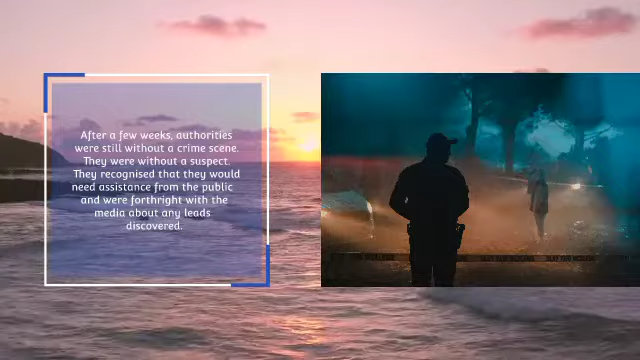 After a few weeks, authorities
were still without a crime scene.
They were without a suspect.
They recognised that they would
need assistance from the public
and were forthright with the
media about any leads
discovered.